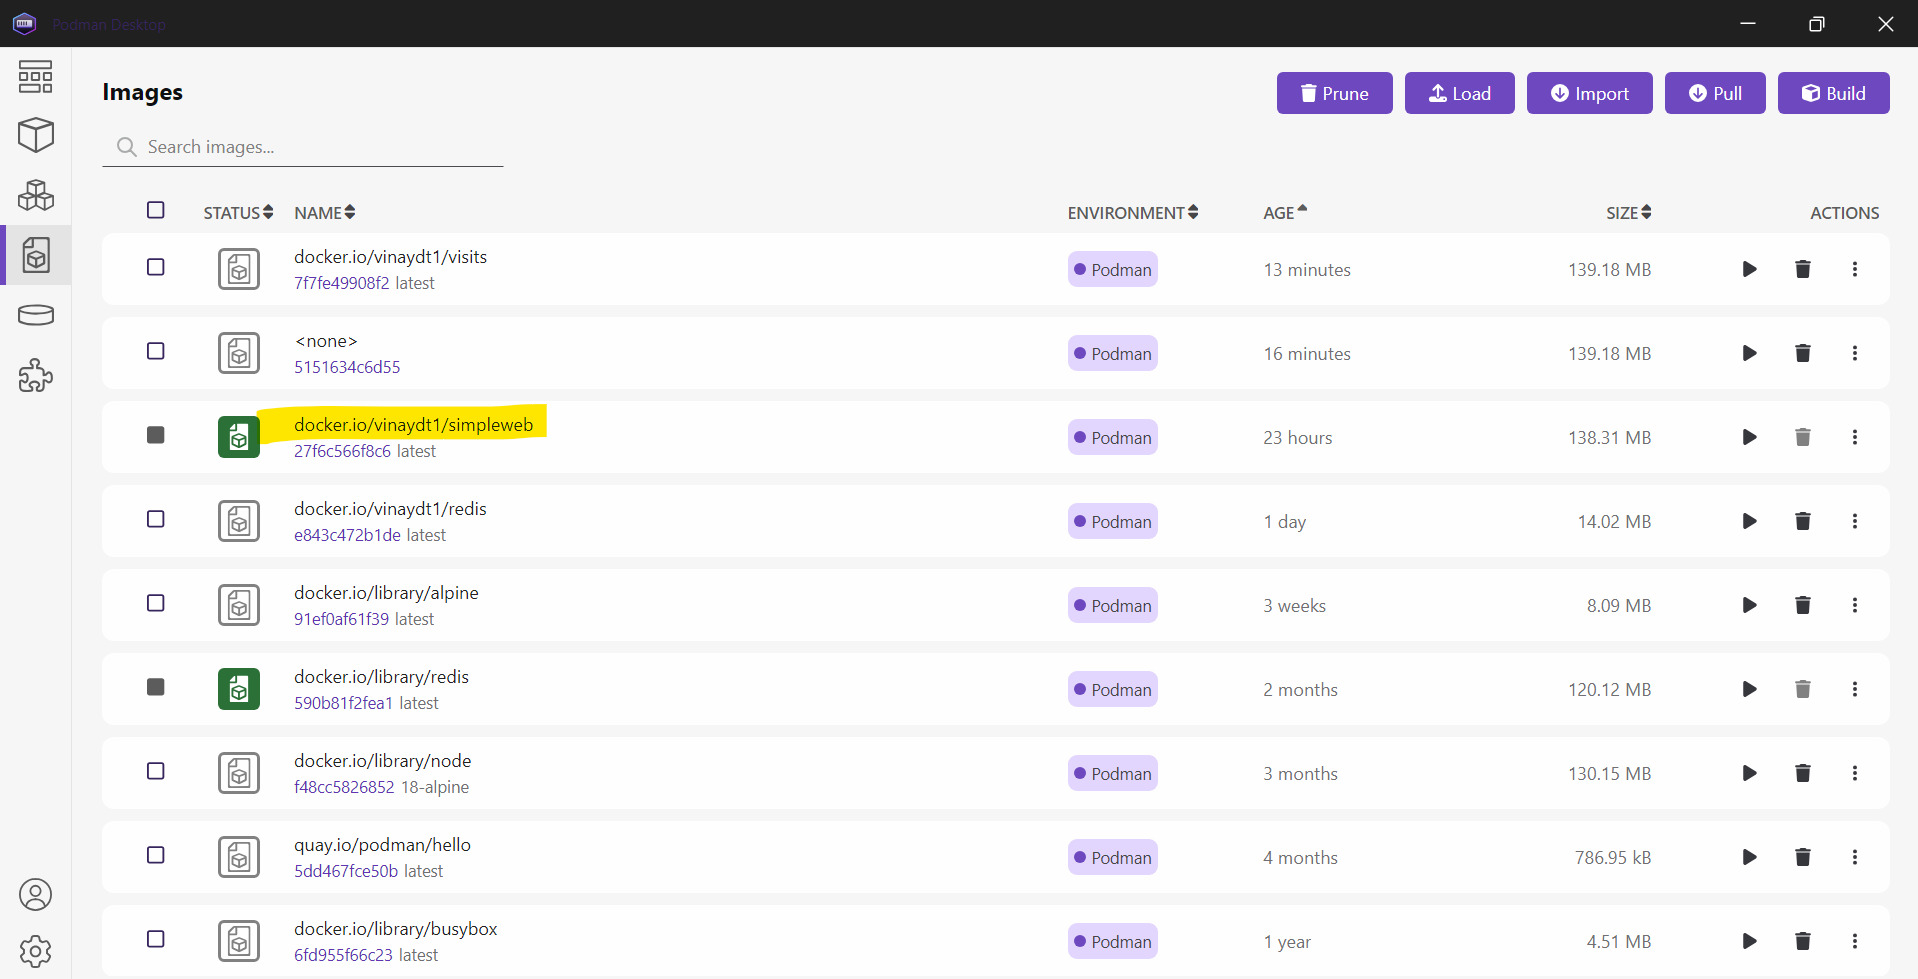 Podman Desktop
Images
Prune Load Import Pull Build
Search images...
STATUS NAME ENVIRONMENT AGE SIZE ACTIONS
docker.io/vinaydt1/visits
7f7fe49908f2 latest
Podman 13 minutes 139.18 MB
<none>
5151634c6d55
Podman 16 minutes 139.18 MB
docker.io/vinaydt1/simpleweb
27f6c566f8c6 latest
Podman 23 hours 138.31 MB
docker.io/vinaydt1/redis
e843c472b1de latest
Podman 1 day 14.02 MB
docker.io/library/alpine
91ef0af61f39 latest
Podman 3 weeks 8.09 MB
docker.io/library/redis
590b81f2fea1 latest
Podman 2 months 120.12 MB
docker.io/library/node
f48cc5826852 18-alpine
Podman 3 months 130.15 MB
quay.io/podman/hello
5dd467fce50b latest
Podman 4 months 786.95 kB
docker.io/library/busybox
6fd955f66c23 latest
Podman 1 year 4.51 MB